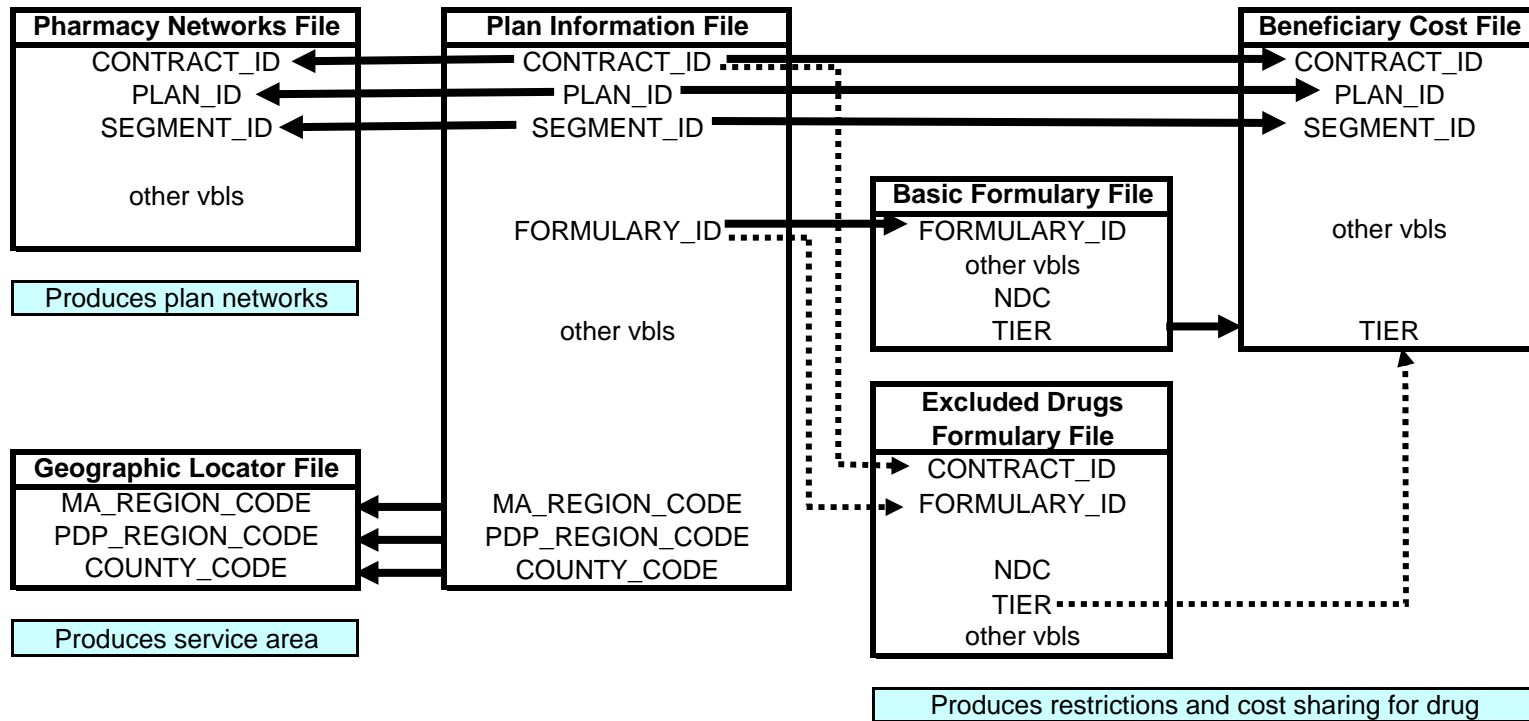 Pharmacy Networks File
CONTRACT_ID
PLAN_ID
SEGMENT_ID
other vbls
Produces plan networks
Geographic Locator File
MA_REGION_CODE
PDP_REGION_CODE
COUNTY_CODE
Produces service area
Plan Information File
CONTRACT_ID
PLAN_ID
SEGMENT_ID
FORMULARY_ID
other vbls
MA_REGION_CODE
PDP_REGION_CODE
COUNTY_CODE
Basic Formulary File
FORMULARY_ID
other vbls
NDC
TIER
Excluded Drugs
Formulary File
CONTRACT_ID
FORMULARY_ID
NDC
TIER
other vbls
Beneficiary Cost File
CONTRACT_ID
PLAN_ID
SEGMENT_ID
other vbls
TIER
Produces restrictions and cost sharing for drug